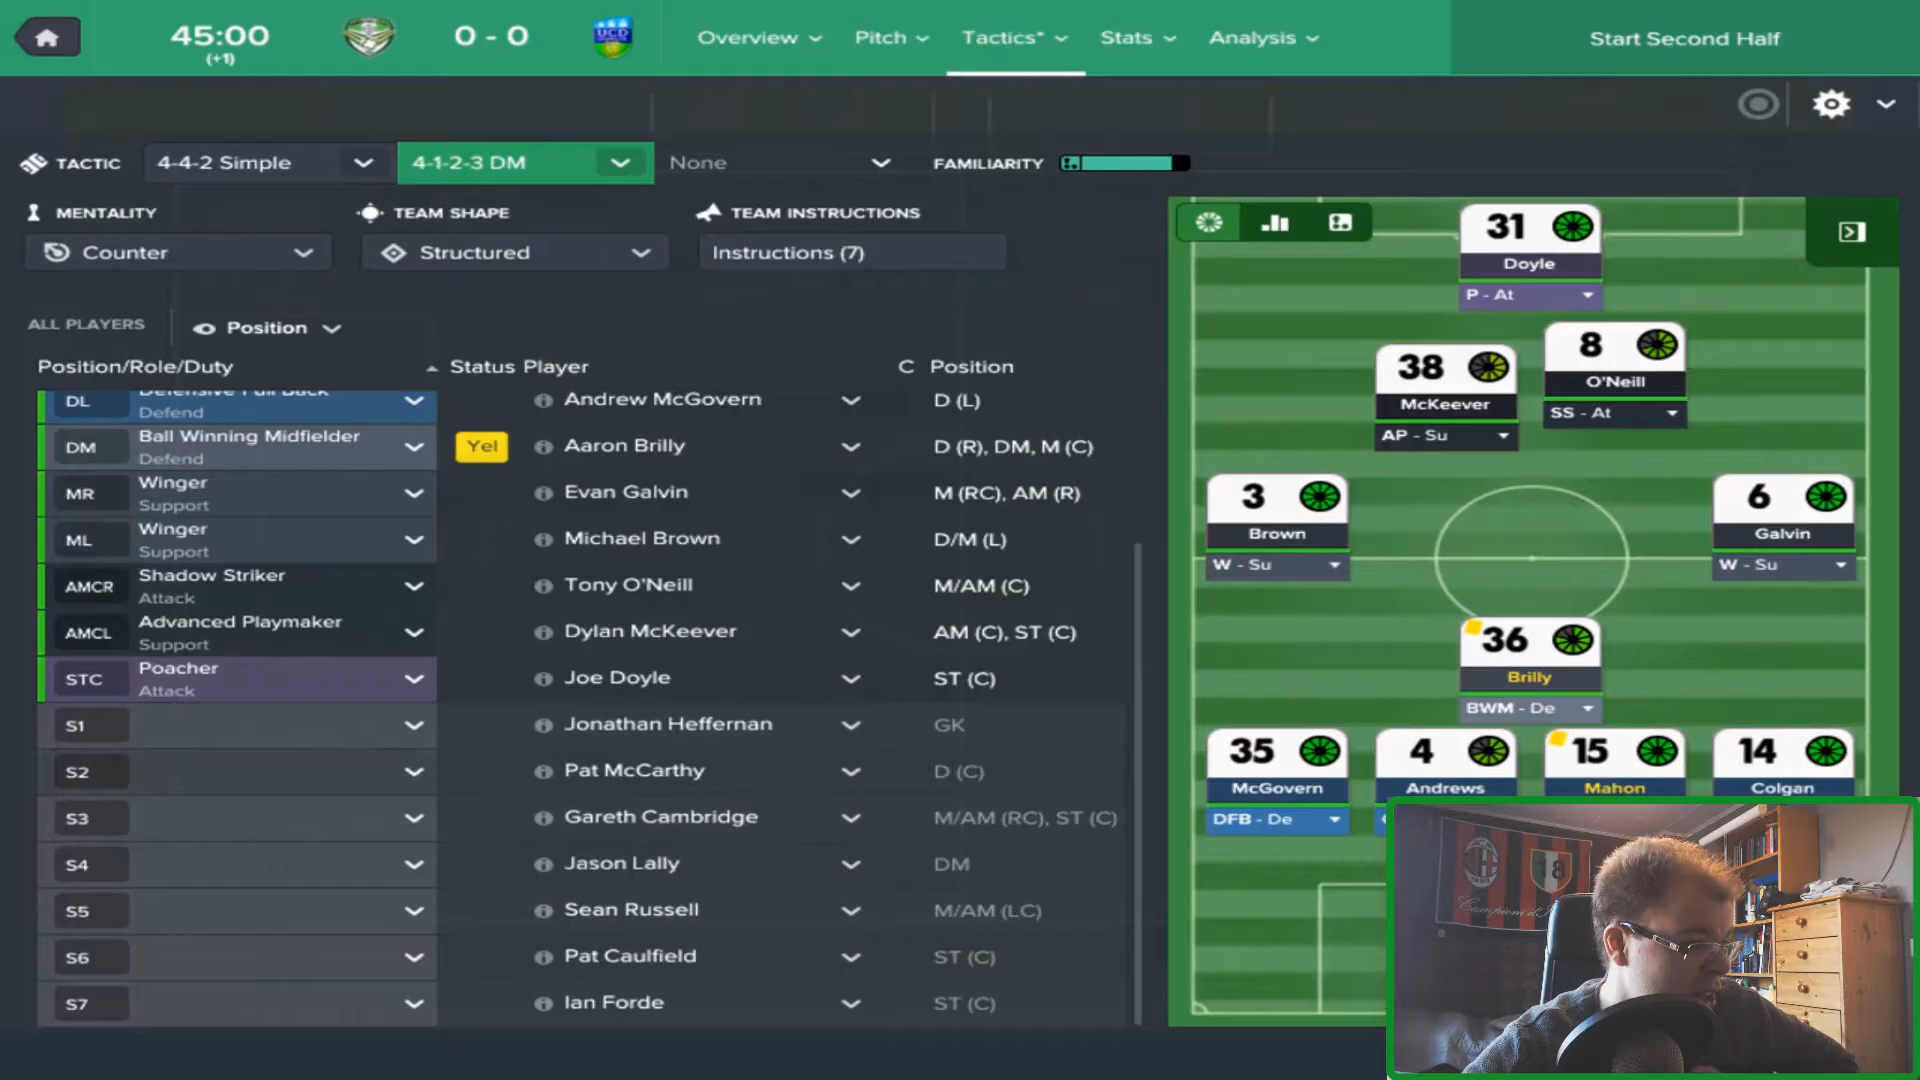 45:00
(+1)
0 - 0
UCD
Overview
Pitch
Tactics*
Stats
Analysis
Start Second Half
TACTIC
4-4-2 Simple
4-1-2-3 DM
None
FAMILIARITY
MENTALITY
TEAM SHAPE
TEAM INSTRUCTIONS
Counter
Structured
Instructions (7)
ALL PLAYERS
Position
Position/Role/Duty
Status Player
C
Position
DL
Defensive Full Back
Defend
Andrew McGovern
D (L)
DM
Ball Winning Midfielder
Defend
Yel
Aaron Brilly
D (R), DM, M (C)
MR
Winger
Support
Evan Galvin
M (RC), AM (R)
ML
Winger
Support
Michael Brown
D/M (L)
AMCR
Shadow Striker
Attack
Tony O'Neill
M/AM (C)
AMCL
Advanced Playmaker
Support
Dylan McKeever
AM (C), ST (C)
STC
Poacher
Attack
Joe Doyle
ST (C)
S1
Jonathan Heffernan
GK
S2
Pat McCarthy
D (C)
S3
Gareth Cambridge
M/AM (RC), ST (C)
S4
Jason Lally
DM
S5
Sean Russell
M/AM (LC)
S6
Pat Caulfield
ST (C)
S7
Ian Forde
ST (C)
31
Doyle
P - At
38
McKeever
AP - Su
8
O'Neill
SS - At
3
Brown
W - Su
6
Galvin
W - Su
36
Brilly
BWM - De
35
McGovern
DFB - De
4
Andrews
15
Mahon
14
Colgan
18
Campioni d'